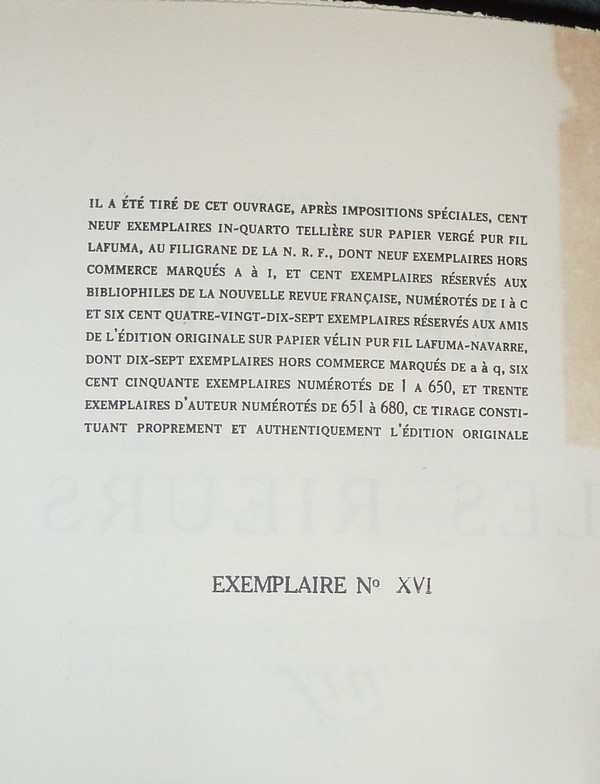 IL A ÉTÉ TIRÉ DE CET OUVRAGE, APRÈS IMPOSITIONS SPÉCIALES, CENT
NEUF EXEMPLAIRES IN-QUARTO TELLIÈRE SUR PAPIER VERGÉ PUR FIL
LAFUMA, AU FILIGRANE DE LA N. R. F., DONT NEUF EXEMPLAIRES HORS
COMMERCE MARQUÉS A à I, ET CENT EXEMPLAIRES RÉSERVÉS AUX
BIBLIOPHILES DE LA NOUVELLE REVUE FRANÇAISE, NUMÉROTÉS DE I à C
ET SIX CENT QUATRE-VINGT-DIX-SEPT EXEMPLAIRES RÉSERVÉS AUX AMIS
DE L'ÉDITION ORIGINALE SUR PAPIER VÉLIN PUR FIL LAFUMA-NAVARRE,
DONT DIX-SEPT EXEMPLAIRES HORS COMMERCE MARQUÉS DE a à q, SIX
CENT CINQUANTE EXEMPLAIRES NUMÉROTÉS DE 1 A 650, ET TRENTE
EXEMPLAIRES D'AUTEUR NUMÉROTÉS DE 651 à 680, CE TIRAGE CONSTI-
TUANT PROPREMENT ET AUTHENTIQUEMENT L'ÉDITION ORIGINALE
LES RIEURS
EXEMPLAIRE Nº XVI
nrf